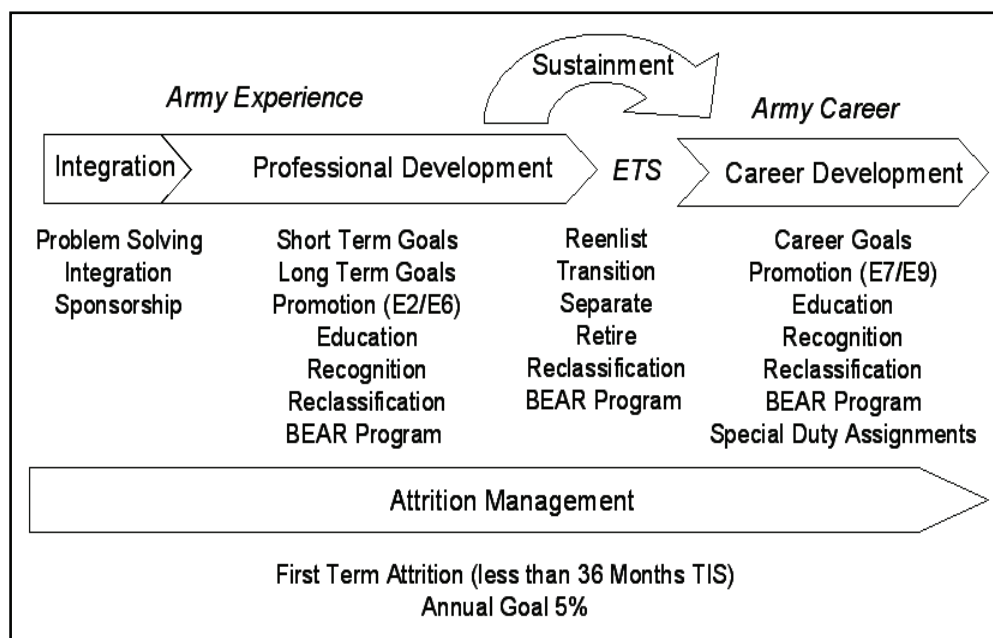 Sustainment
Army Experience
Army Career
Integration
Professional Development
ETS
Career Development
Problem Solving
Integration
Sponsorship
Short Term Goals
Long Term Goals
Promotion (E2/E6)
Education
Recognition
Reclassification
BEAR Program
Reenlist
Transition
Separate
Retire
Reclassification
BEAR Program
Career Goals
Promotion (E7/E9)
Education
Recognition
Reclassification
BEAR Program
Special Duty Assignments
Attrition Management
First Term Attrition (less than 36 Months TIS)
Annual Goal 5%